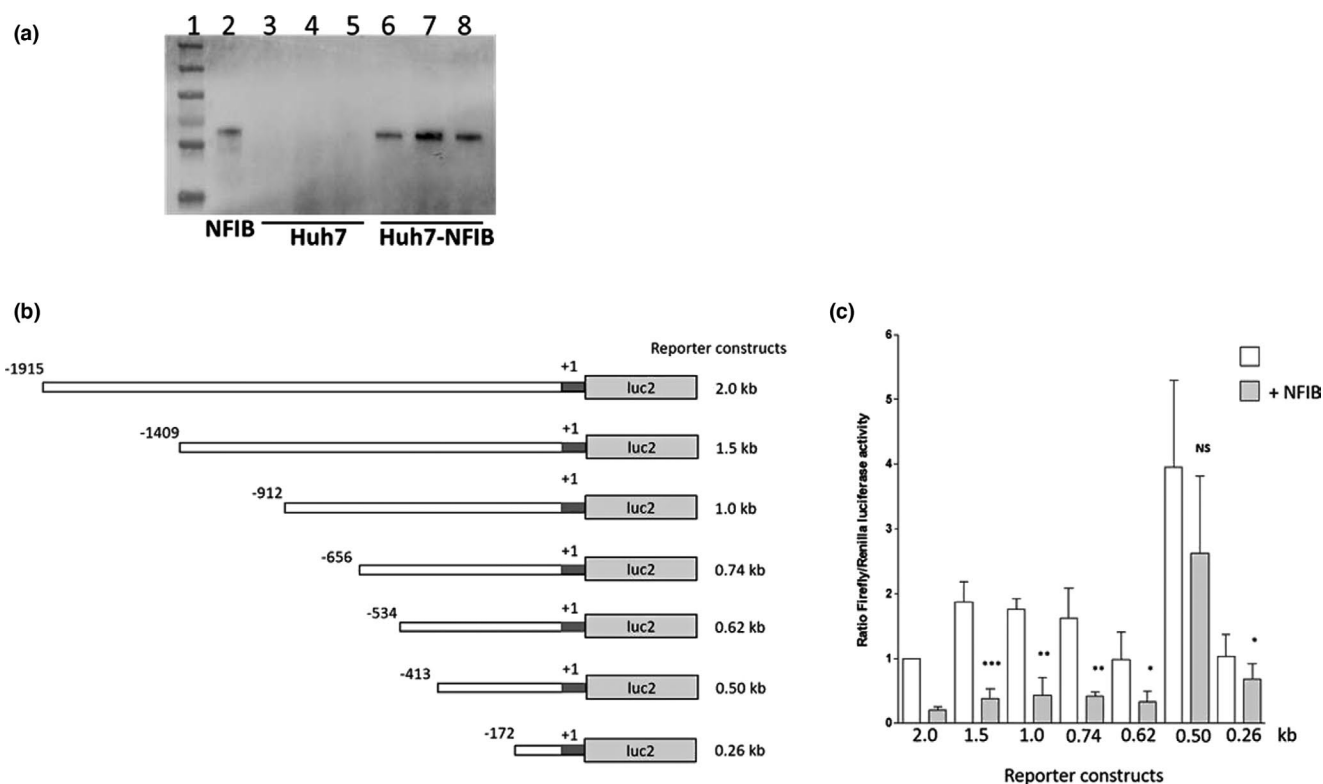 (a)
1 2 3 4 5 6 7 8
NFIB Huh7 Huh7-NFIB
(b)
Reporter constructs
-1915 +1 luc2 2.0 kb
-1409 +1 luc2 1.5 kb
-912 +1 luc2 1.0 kb
-656 +1 luc2 0.74 kb
-534 +1 luc2 0.62 kb
-413 +1 luc2 0.50 kb
-172 +1 luc2 0.26 kb
(c)
Ratio Firefly/Renilla luciferase activity
6
5
4
3
2
1
0
+ NFIB
***
**
**
*
NS
*
2.0 1.5 1.0 0.74 0.62 0.50 0.26 kb
Reporter constructs